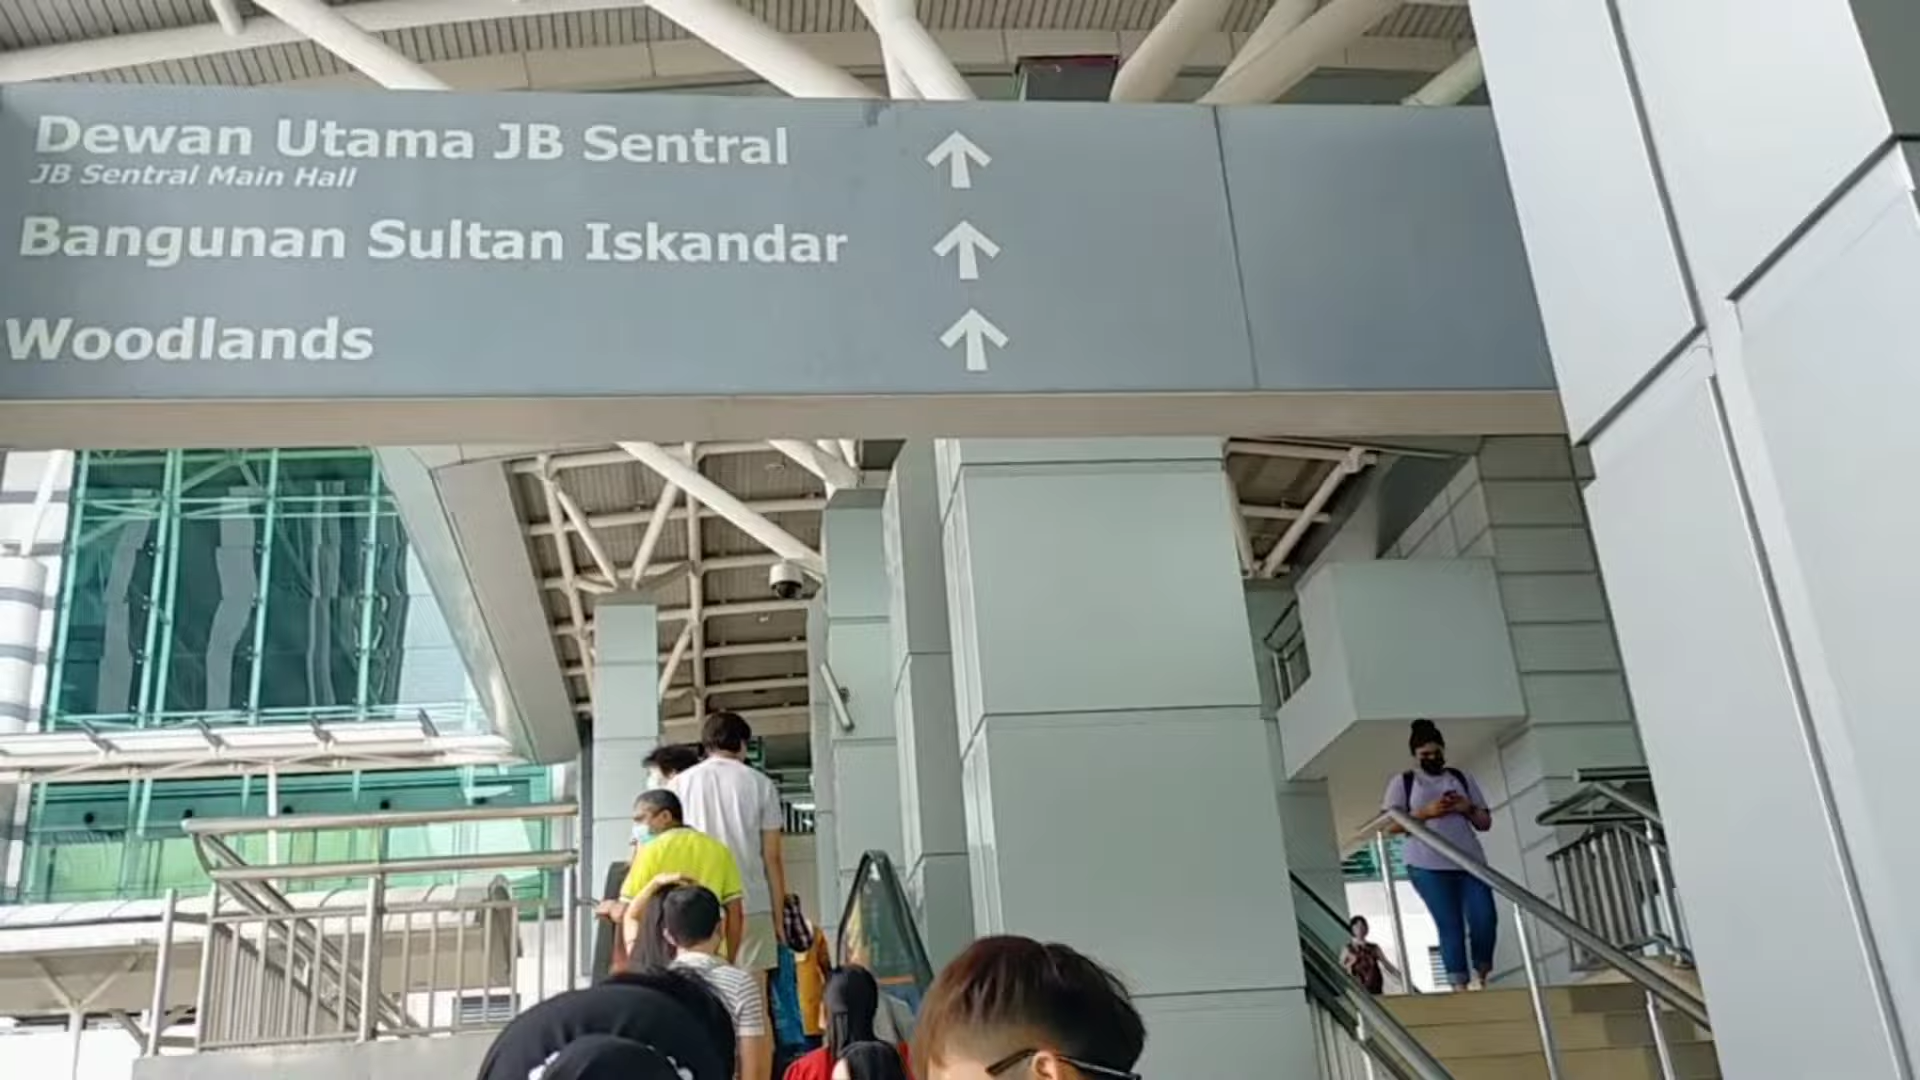 Dewan Utama JB Sentral
JB Sentral Main Hall
Bangunan Sultan Iskandar
Woodlands